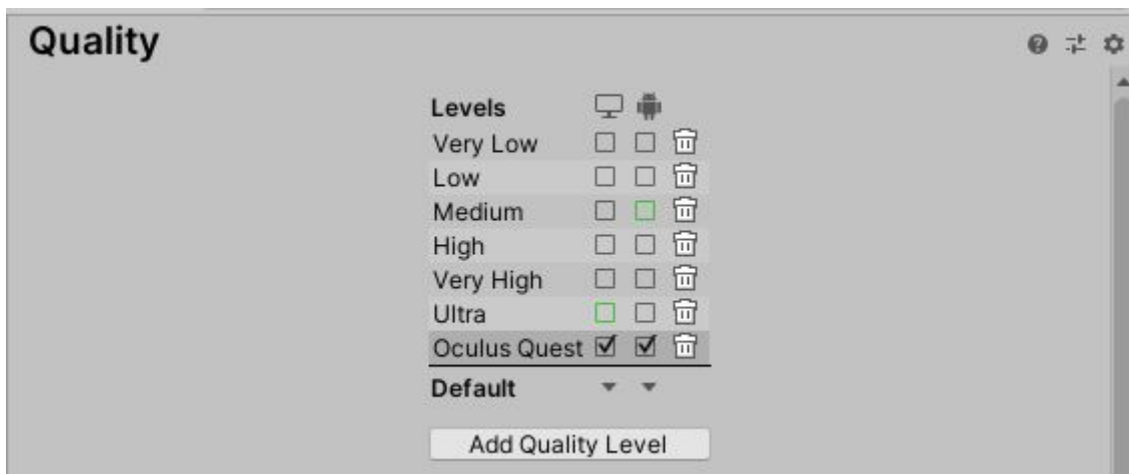 Quality
Levels
Very Low
Low
Medium
High
Very High
Ultra
Oculus Quest
Default
Add Quality Level